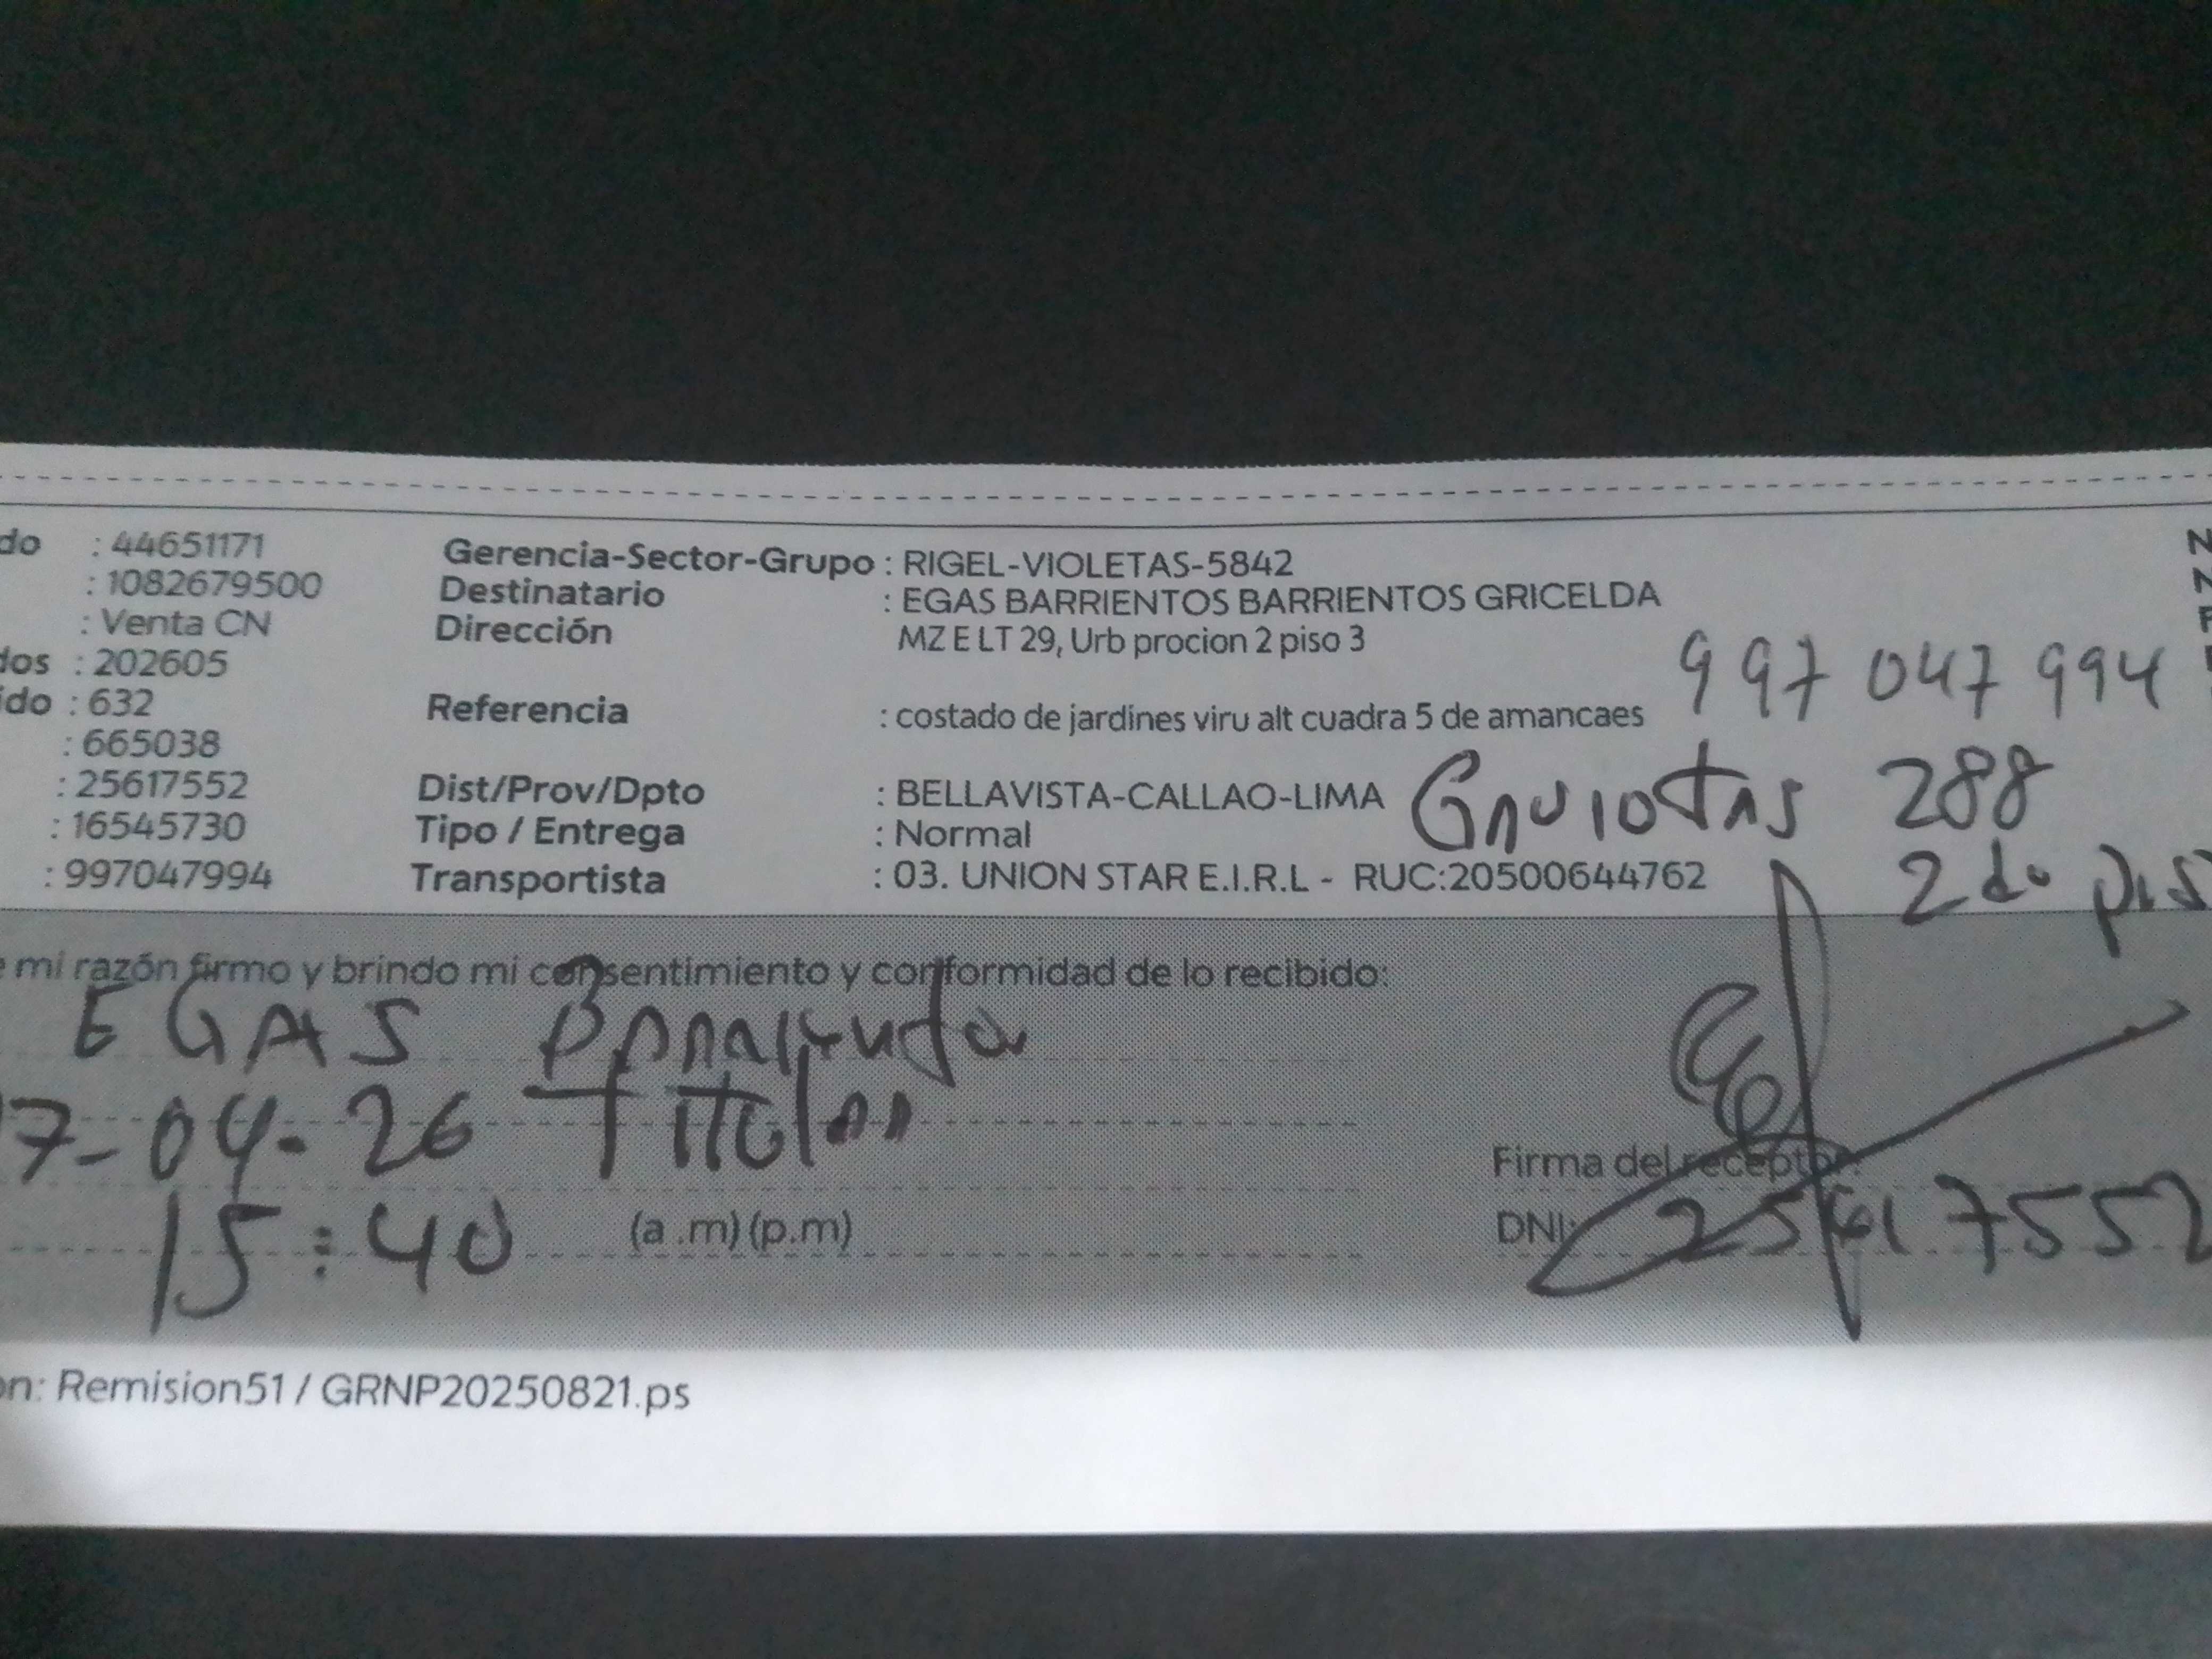 do : 44651171 Gerencia-Sector-Grupo : RIGEL-VIOLETAS-5842 N
: 1082679500 Destinatario : EGAS BARRIENTOS BARRIENTOS GRICELDA N
: Venta CN Dirección MZ E LT 29, Urb procion 2 piso 3
dos : 202605 997 047 994
ido : 632 Referencia : costado de jardines viru alt cuadra 5 de amancaes
: 665038
: 25617552 Dist/Prov/Dpto : BELLAVISTA-CALLAO-LIMA Gaviotas 288
: 16545730 Tipo / Entrega : Normal
: 997047994 Transportista : 03. UNION STAR E.I.R.L - RUC:20500644762 2do pis
mi razón firmo y brindo mi consentimiento y conformidad de lo recibido:
EGAS
7-04-26 Titular
Firma del receptor:
15:40 (a .m) (p.m) DNI: 25617552
n: Remision51 / GRNP20250821.ps